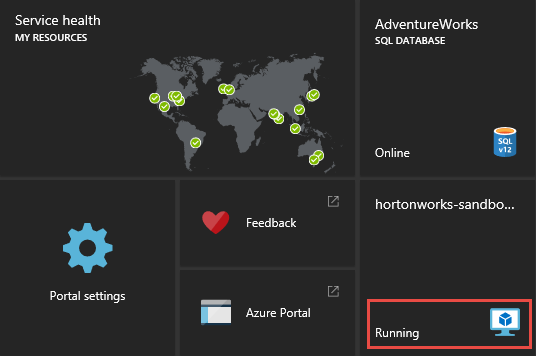 Service health
MY RESOURCES
AdventureWorks
SQL DATABASE
Online
SQL
v12
Portal settings
Feedback
Azure Portal
hortonworks-sandbo...
Running